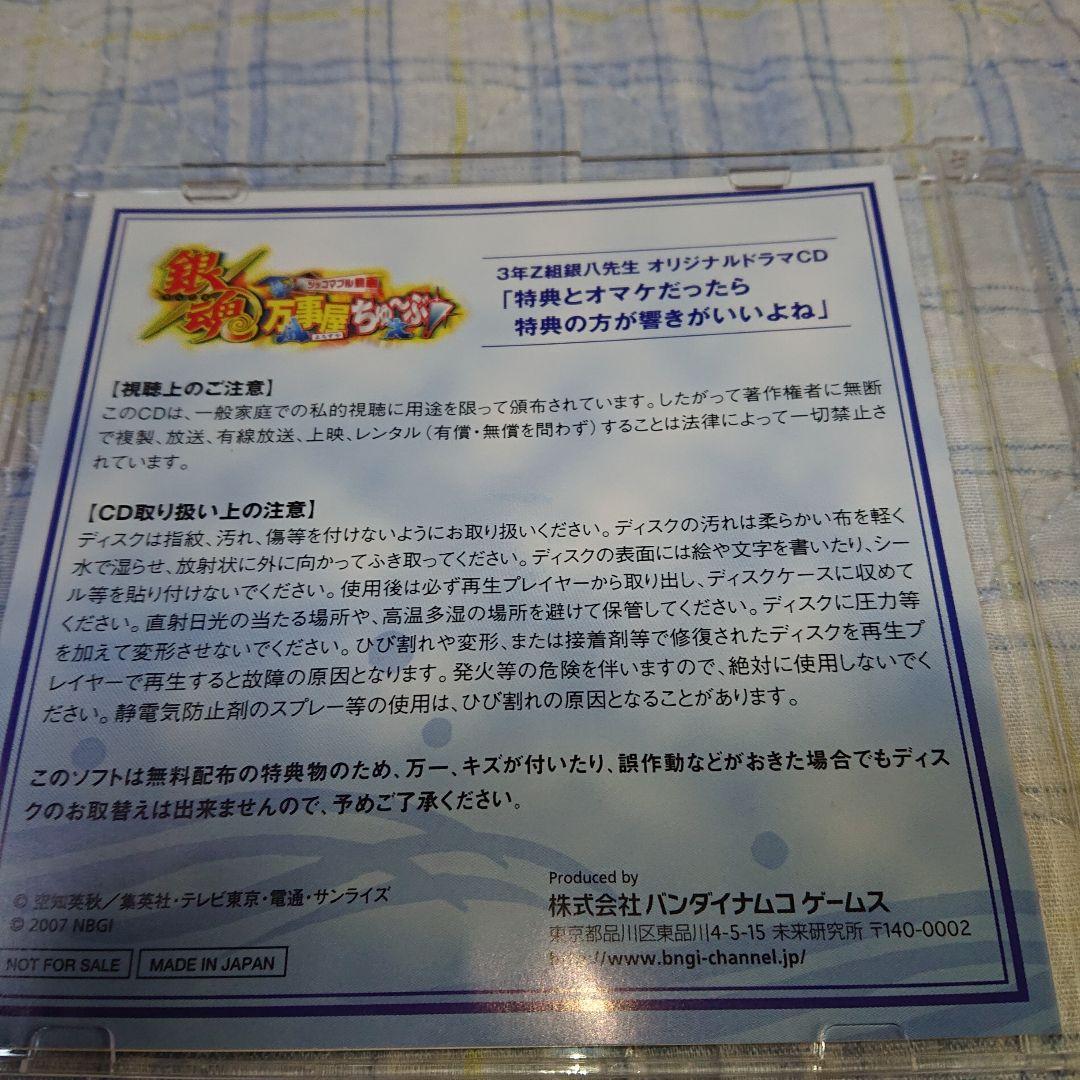 銀魂
ジャコマブル動画
万事屋ちゅ〜ぶ
よろずや
3年Z組銀八先生 オリジナルドラマCD
「特典とオマケだったら
特典の方が響きがいいよね」
【視聴上のご注意】
このCDは、一般家庭での私的視聴に用途を限って頒布されています。したがって著作権者に無断
で複製、放送、有線放送、上映、レンタル(有償・無償を問わず)することは法律によって一切禁止さ
れています。
【CD取り扱い上の注意】
ディスクは指紋、汚れ、傷等を付けないようにお取り扱いください。ディスクの汚れは柔らかい布を軽く
水で湿らせ、放射状に外に向かってふき取ってください。ディスクの表面には絵や文字を書いたり、シー
ル等を貼り付けないでください。使用後は必ず再生プレイヤーから取り出し、ディスクケースに収めて
ください。直射日光の当たる場所や、高温多湿の場所を避けて保管してください。ディスクに圧力等
を加えて変形させないでください。ひび割れや変形、または接着剤等で修復されたディスクを再生プ
レイヤーで再生すると故障の原因となります。発火等の危険を伴いますので、絶対に使用しないでく
ださい。静電気防止剤のスプレー等の使用は、ひび割れの原因となることがあります。
このソフトは無料配布の特典物のため、万一、キズが付いたり、誤作動などがおきた場合でもディス
クのお取替えは出来ませんので、予めご了承ください。
© 空知英秋／集英社・テレビ東京・電通・サンライズ
© 2007 NBGI
NOT FOR SALE
MADE IN JAPAN
Produced by
株式会社 バンダイナムコ ゲームス
東京都品川区東品川4-5-15 未来研究所 〒140-0002
http://www.bngi-channel.jp/